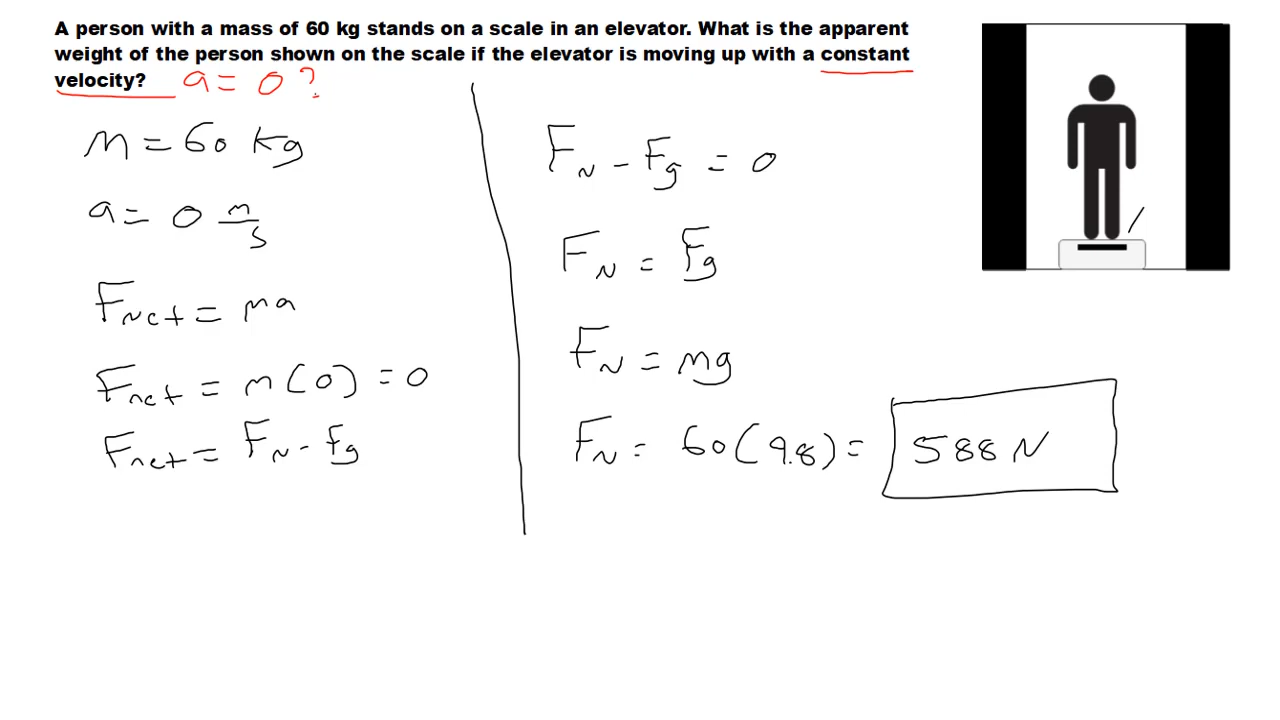 A person with a mass of 60 kg stands on a scale in an elevator. What is the apparent
weight of the person shown on the scale if the elevator is moving up with a constant
velocity? a = 0 ?
m = 60 kg
a = 0 m/s
Fnet = ma
Fnet = m(0) = 0
Fnet = FN - Fg
FN - Fg = 0
FN = Fg
FN = mg
FN = 60(9.8) = 588 N